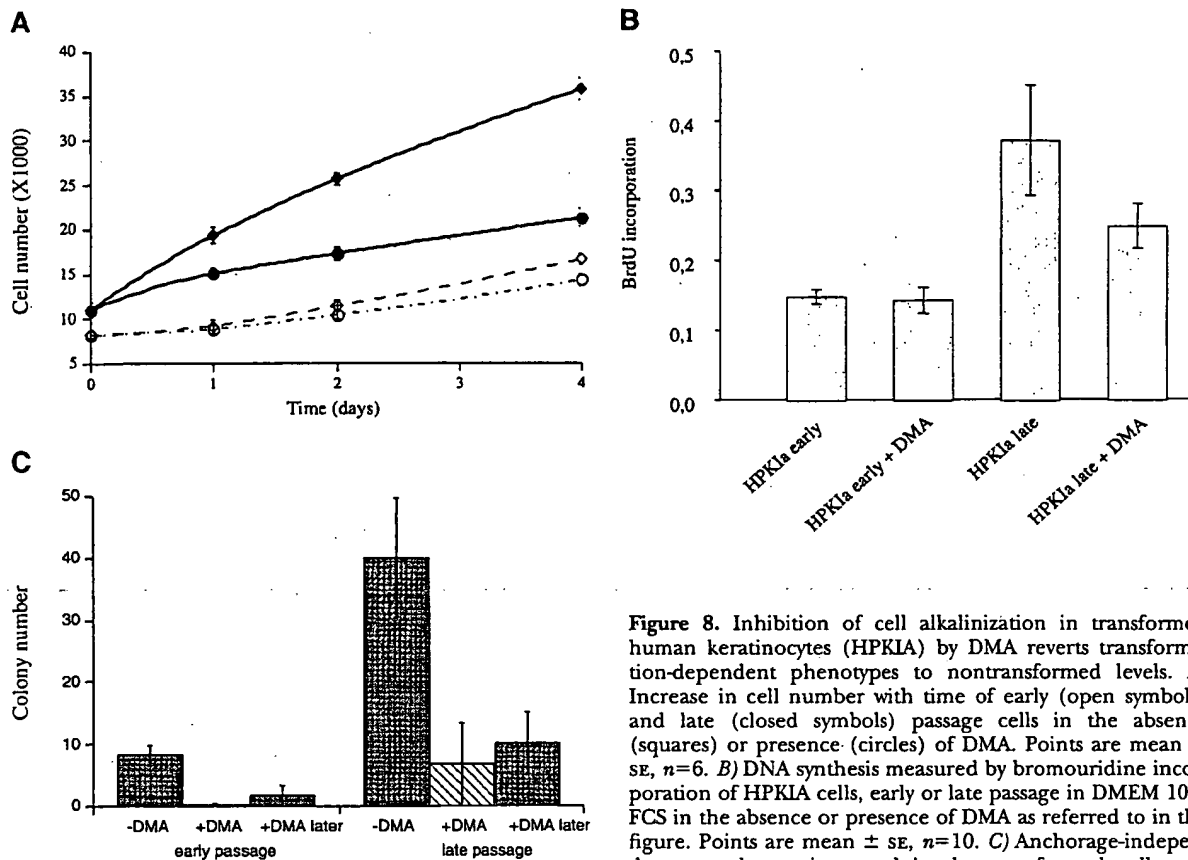 A
40
35
30
25
20
15
10
5
Cell number (X1000)
0 1 2 3 4
Time (days)
B
0,5
0,4
0,3
0,2
0,1
0,0
BrdU incorporation
HPKIa early
HPKIa early + DMA
HPKIa late
HPKIa late + DMA
C
50
40
30
20
10
0
Colony number
-DMA +DMA +DMA later -DMA +DMA +DMA later
early passage late passage
Figure 8. Inhibition of cell alkalinization in transforme
human keratinocytes (HPKIA) by DMA reverts transform
tion-dependent phenotypes to nontransformed levels.
Increase in cell number with time of early (open symbol
and late (closed symbols) passage cells in the absen
(squares) or presence (circles) of DMA. Points are mean
SE, n=6. B) DNA synthesis measured by bromouridine inco
poration of HPKIA cells, early or late passage in DMEM 10
FCS in the absence or presence of DMA as referred to in th
figure. Points are mean ± SE, n=10. C) Anchorage-indepe